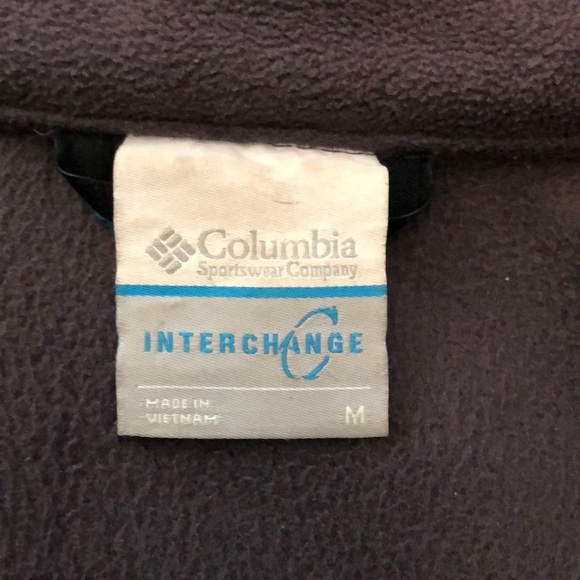 Columbia
Sportswear Company
INTERCHANGE
MADE IN
VIETNAM
M